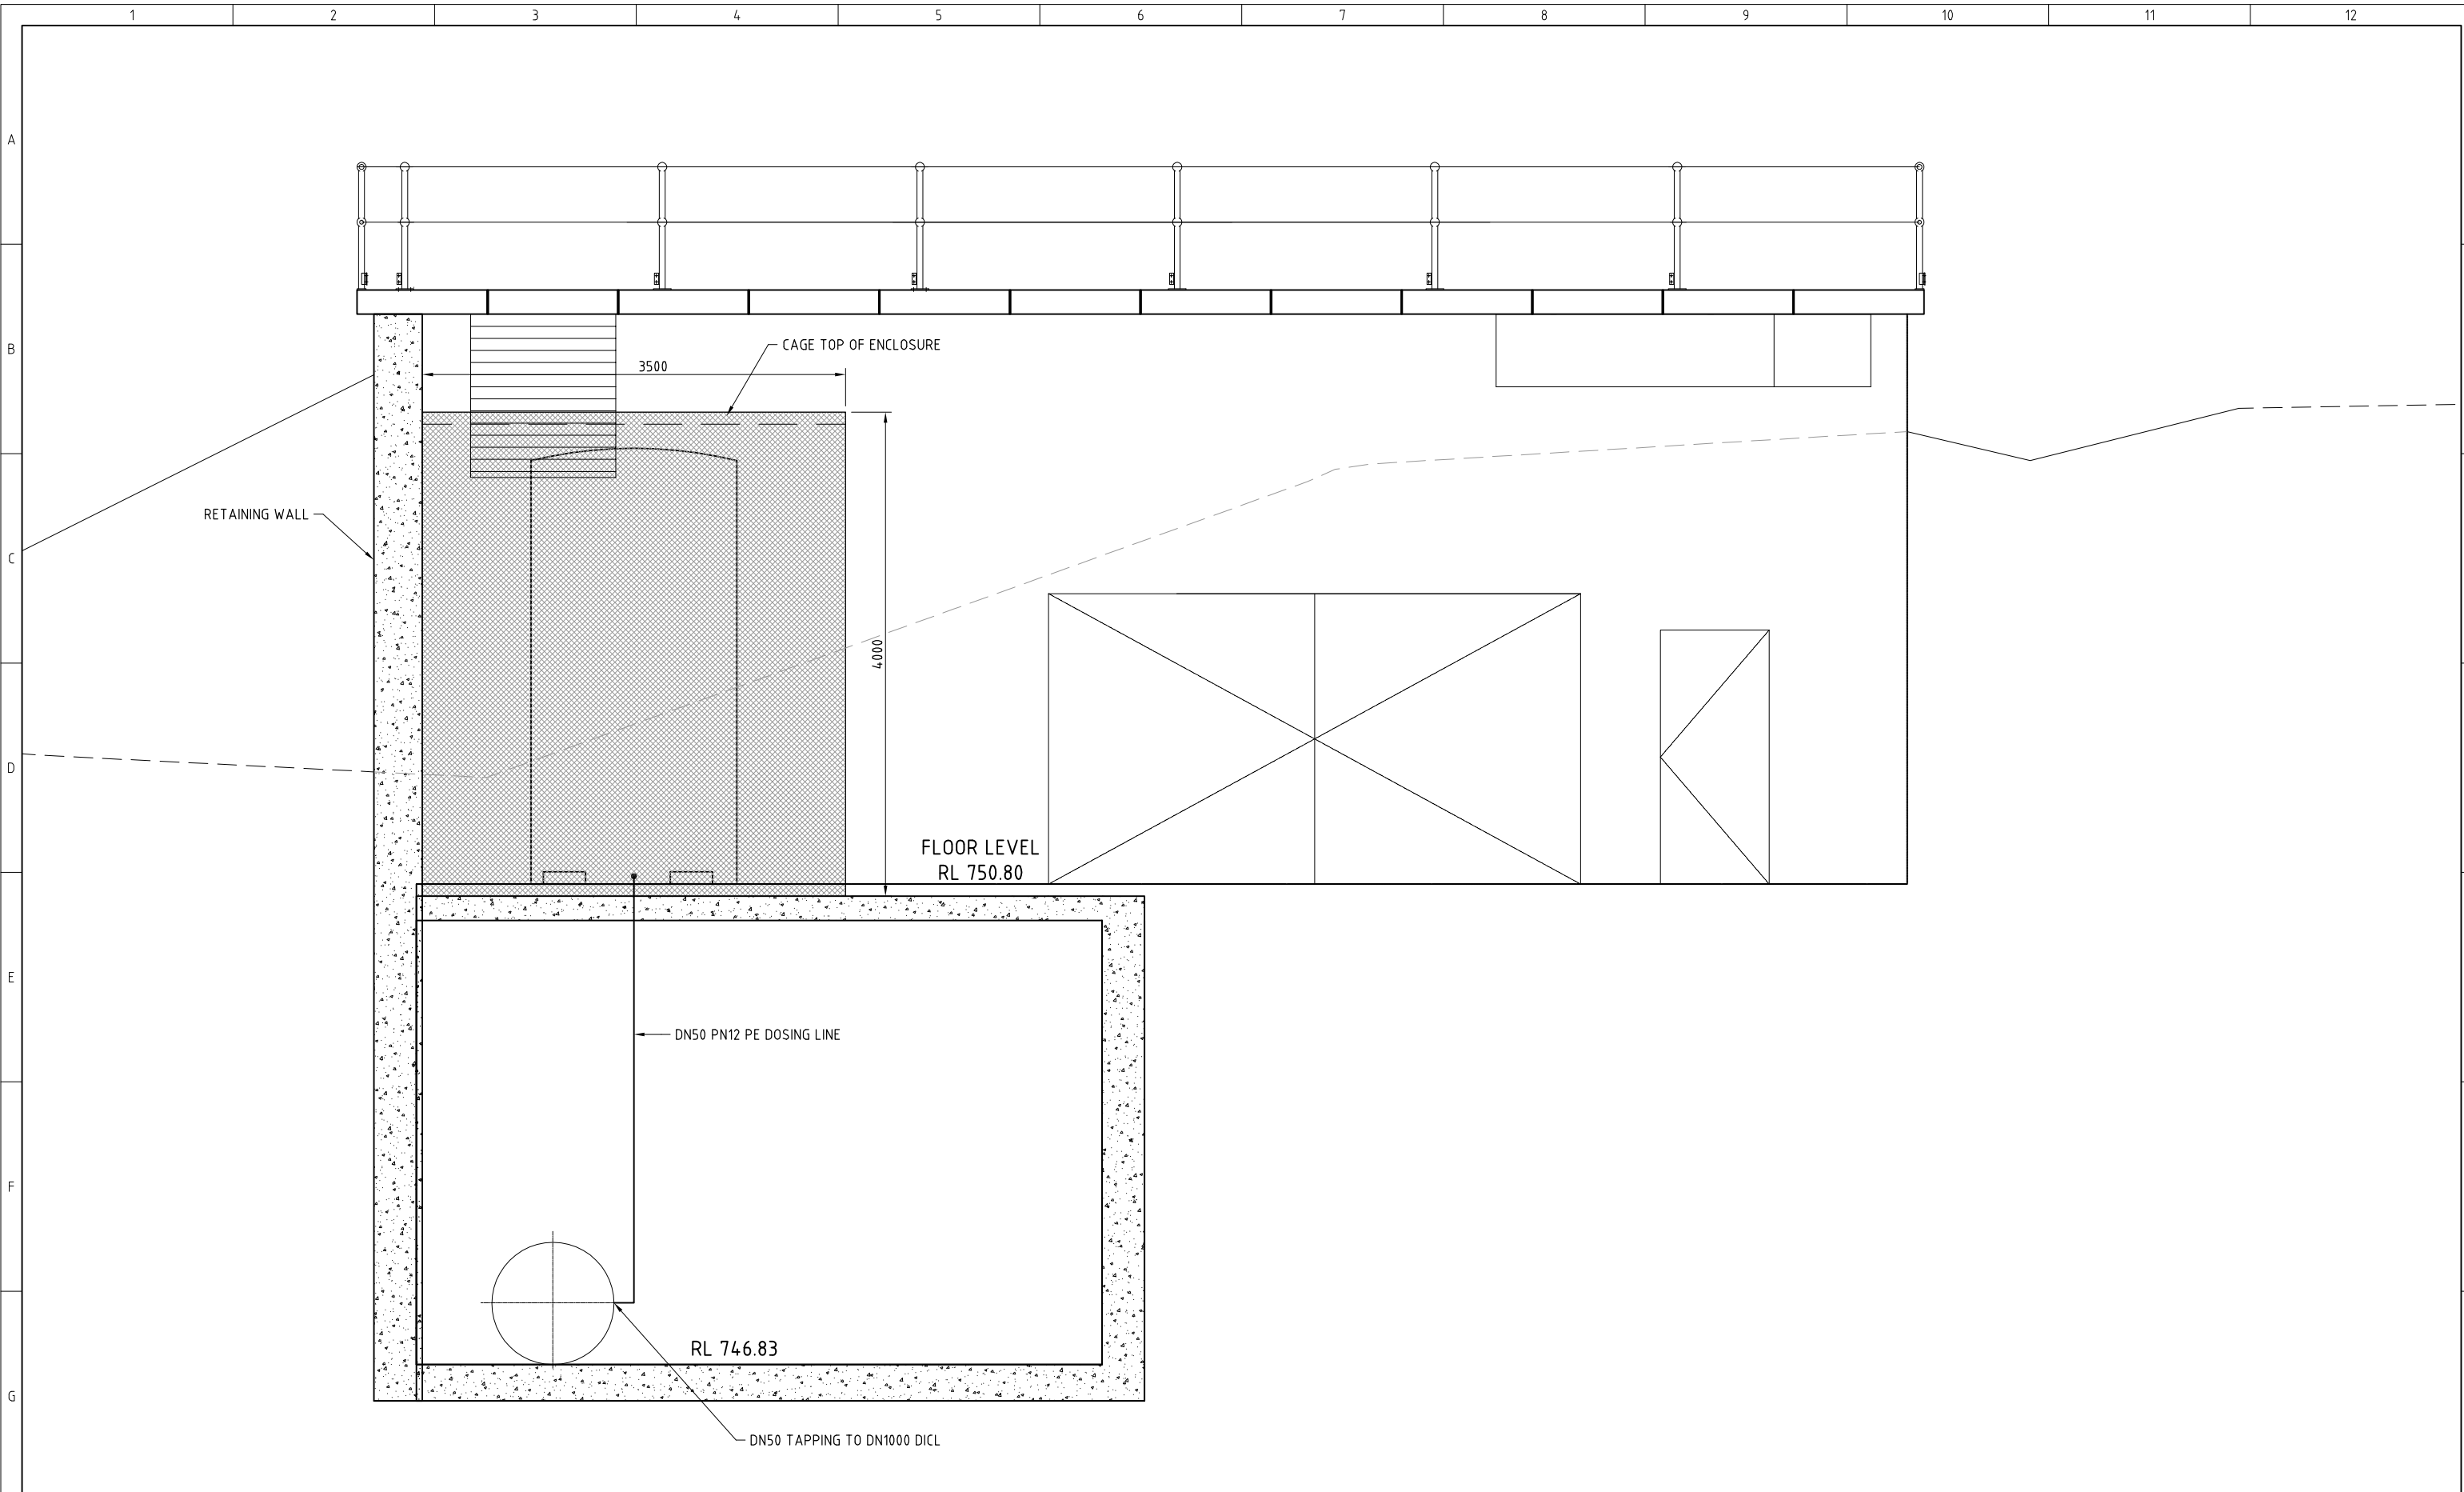 1 2 3 4 5 6 7 8 9 10 11 12
A
B
CAGE TOP OF ENCLOSURE
3500
RETAINING WALL
C
4000
D
FLOOR LEVEL
RL 750.80
E
DN50 PN12 PE DOSING LINE
F
RL 746.83
G
DN50 TAPPING TO DN1000 DICL